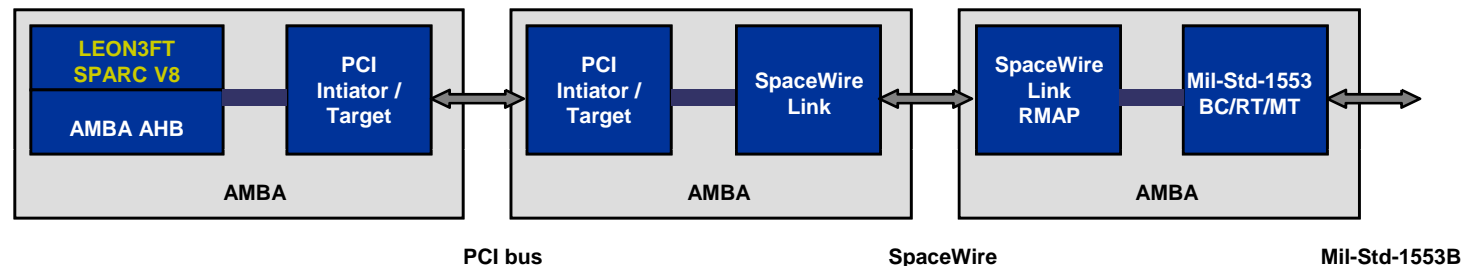 LEON3FT
SPARC V8
AMBA AHB
PCI
Intiator /
Target
AMBA
PCI
Intiator /
Target
SpaceWire
Link
AMBA
SpaceWire
Link
RMAP
Mil-Std-1553
BC/RT/MT
AMBA
PCI bus
SpaceWire
Mil-Std-1553B